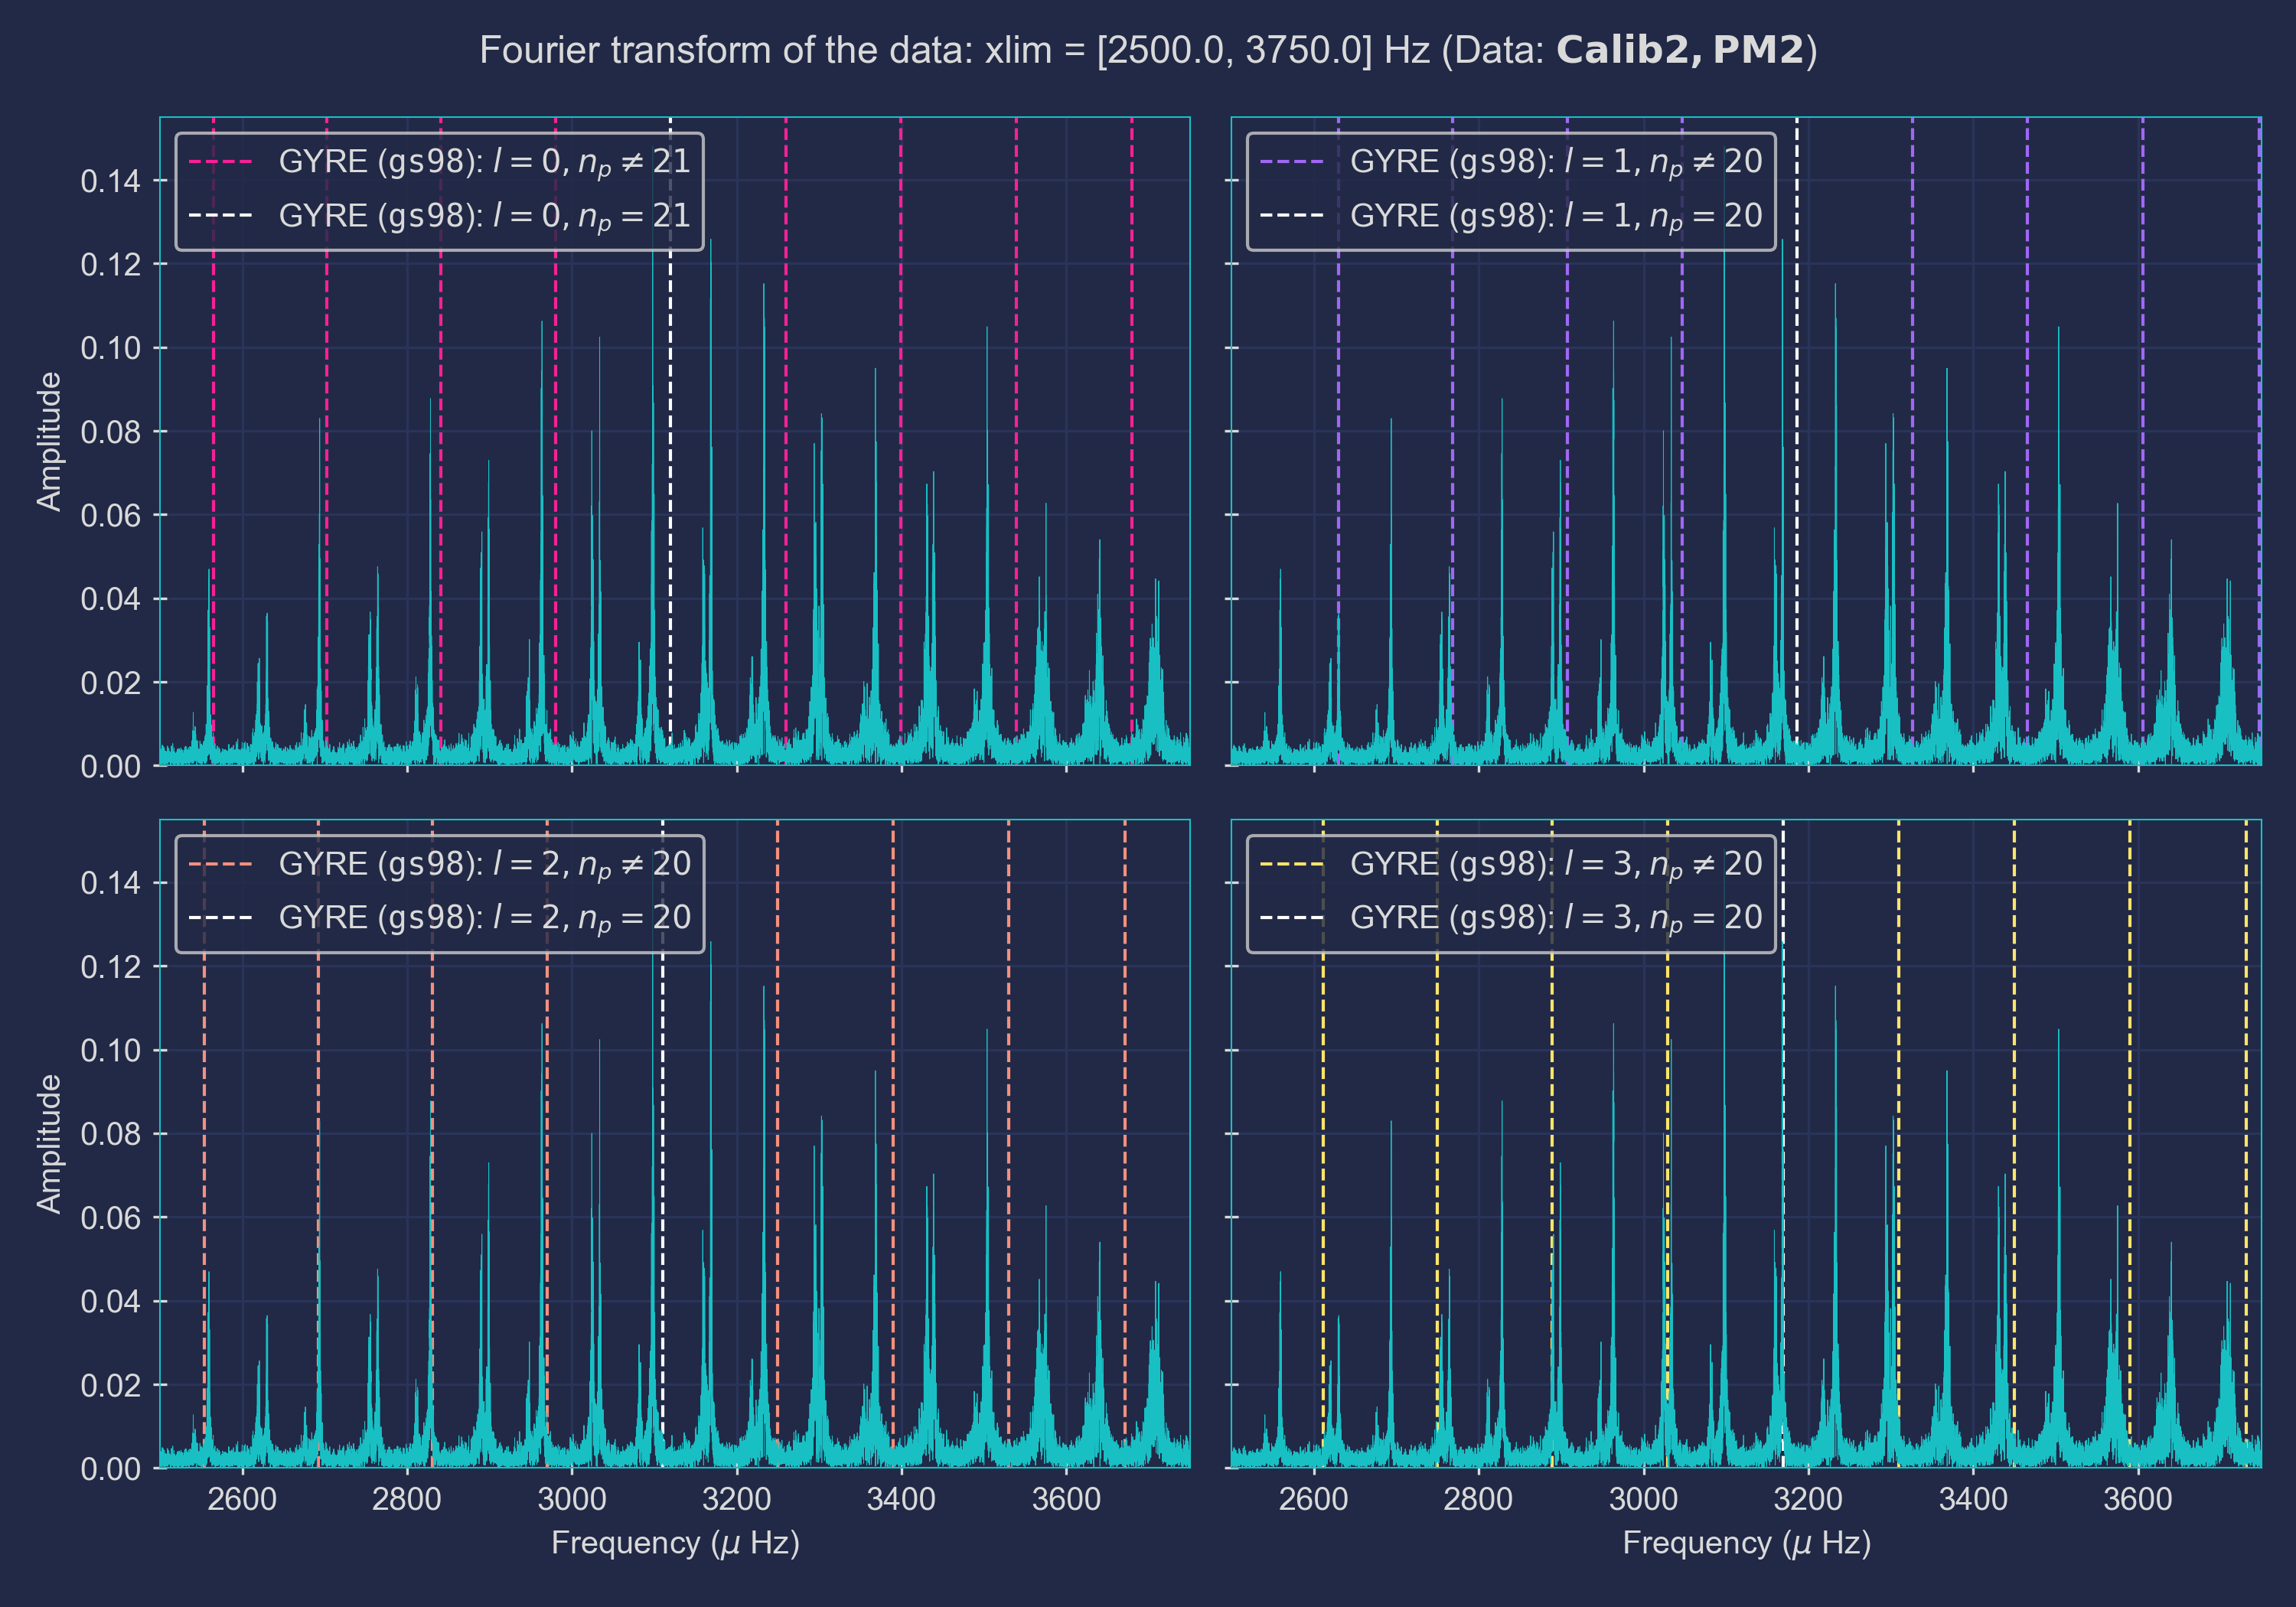 Fourier transform of the data: xlim = [2500.0, 3750.0] Hz (Data: Calib2, PM2)
GYRE (gs98): l = 0, n_p ≠ 21
GYRE (gs98): l = 0, n_p = 21
GYRE (gs98): l = 1, n_p ≠ 20
GYRE (gs98): l = 1, n_p = 20
0.14
0.12
0.10
0.08
0.06
0.04
0.02
0.00
Amplitude
GYRE (gs98): l = 2, n_p ≠ 20
GYRE (gs98): l = 2, n_p = 20
GYRE (gs98): l = 3, n_p ≠ 20
GYRE (gs98): l = 3, n_p = 20
0.14
0.12
0.10
0.08
0.06
0.04
0.02
0.00
Amplitude
2600 2800 3000 3200 3400 3600
2600 2800 3000 3200 3400 3600
Frequency (μ Hz)
Frequency (μ Hz)